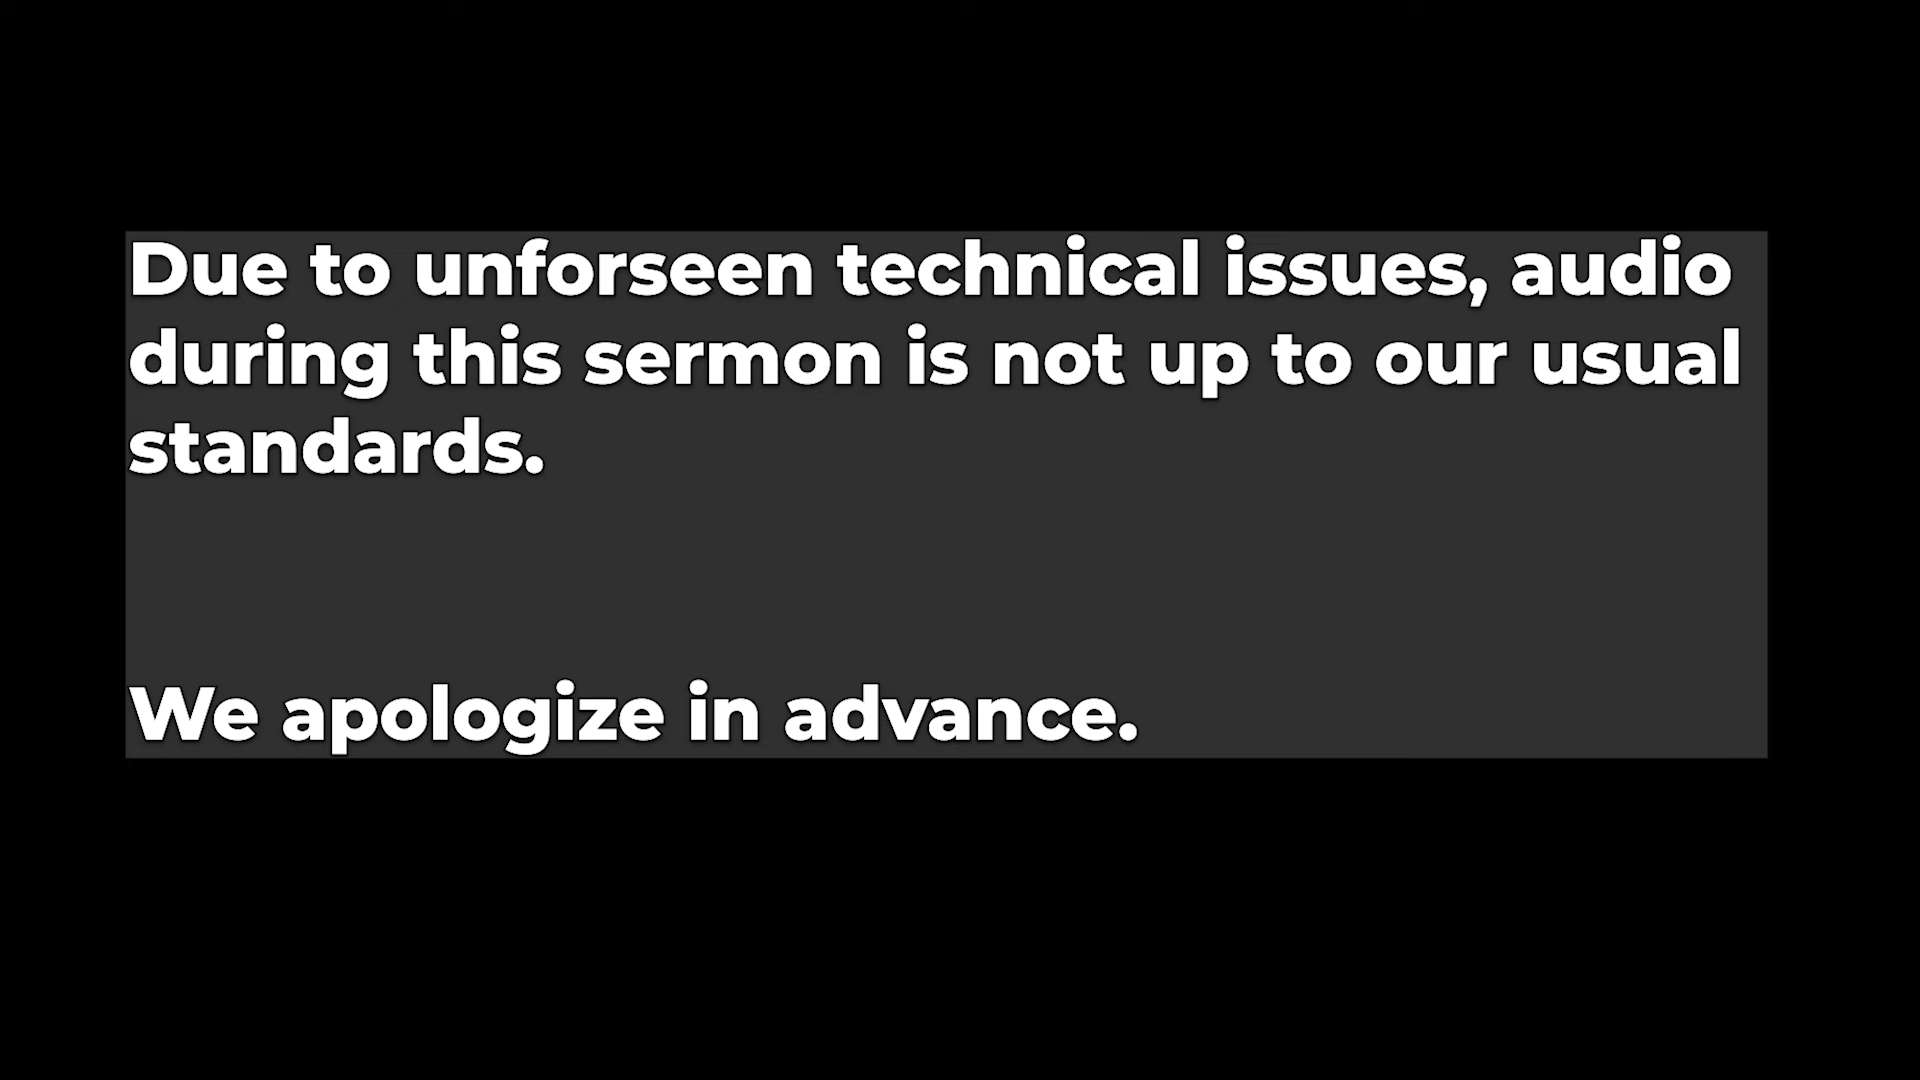 Due to unforseen technical issues, audio
during this sermon is not up to our usual
standards.
We apologize in advance.